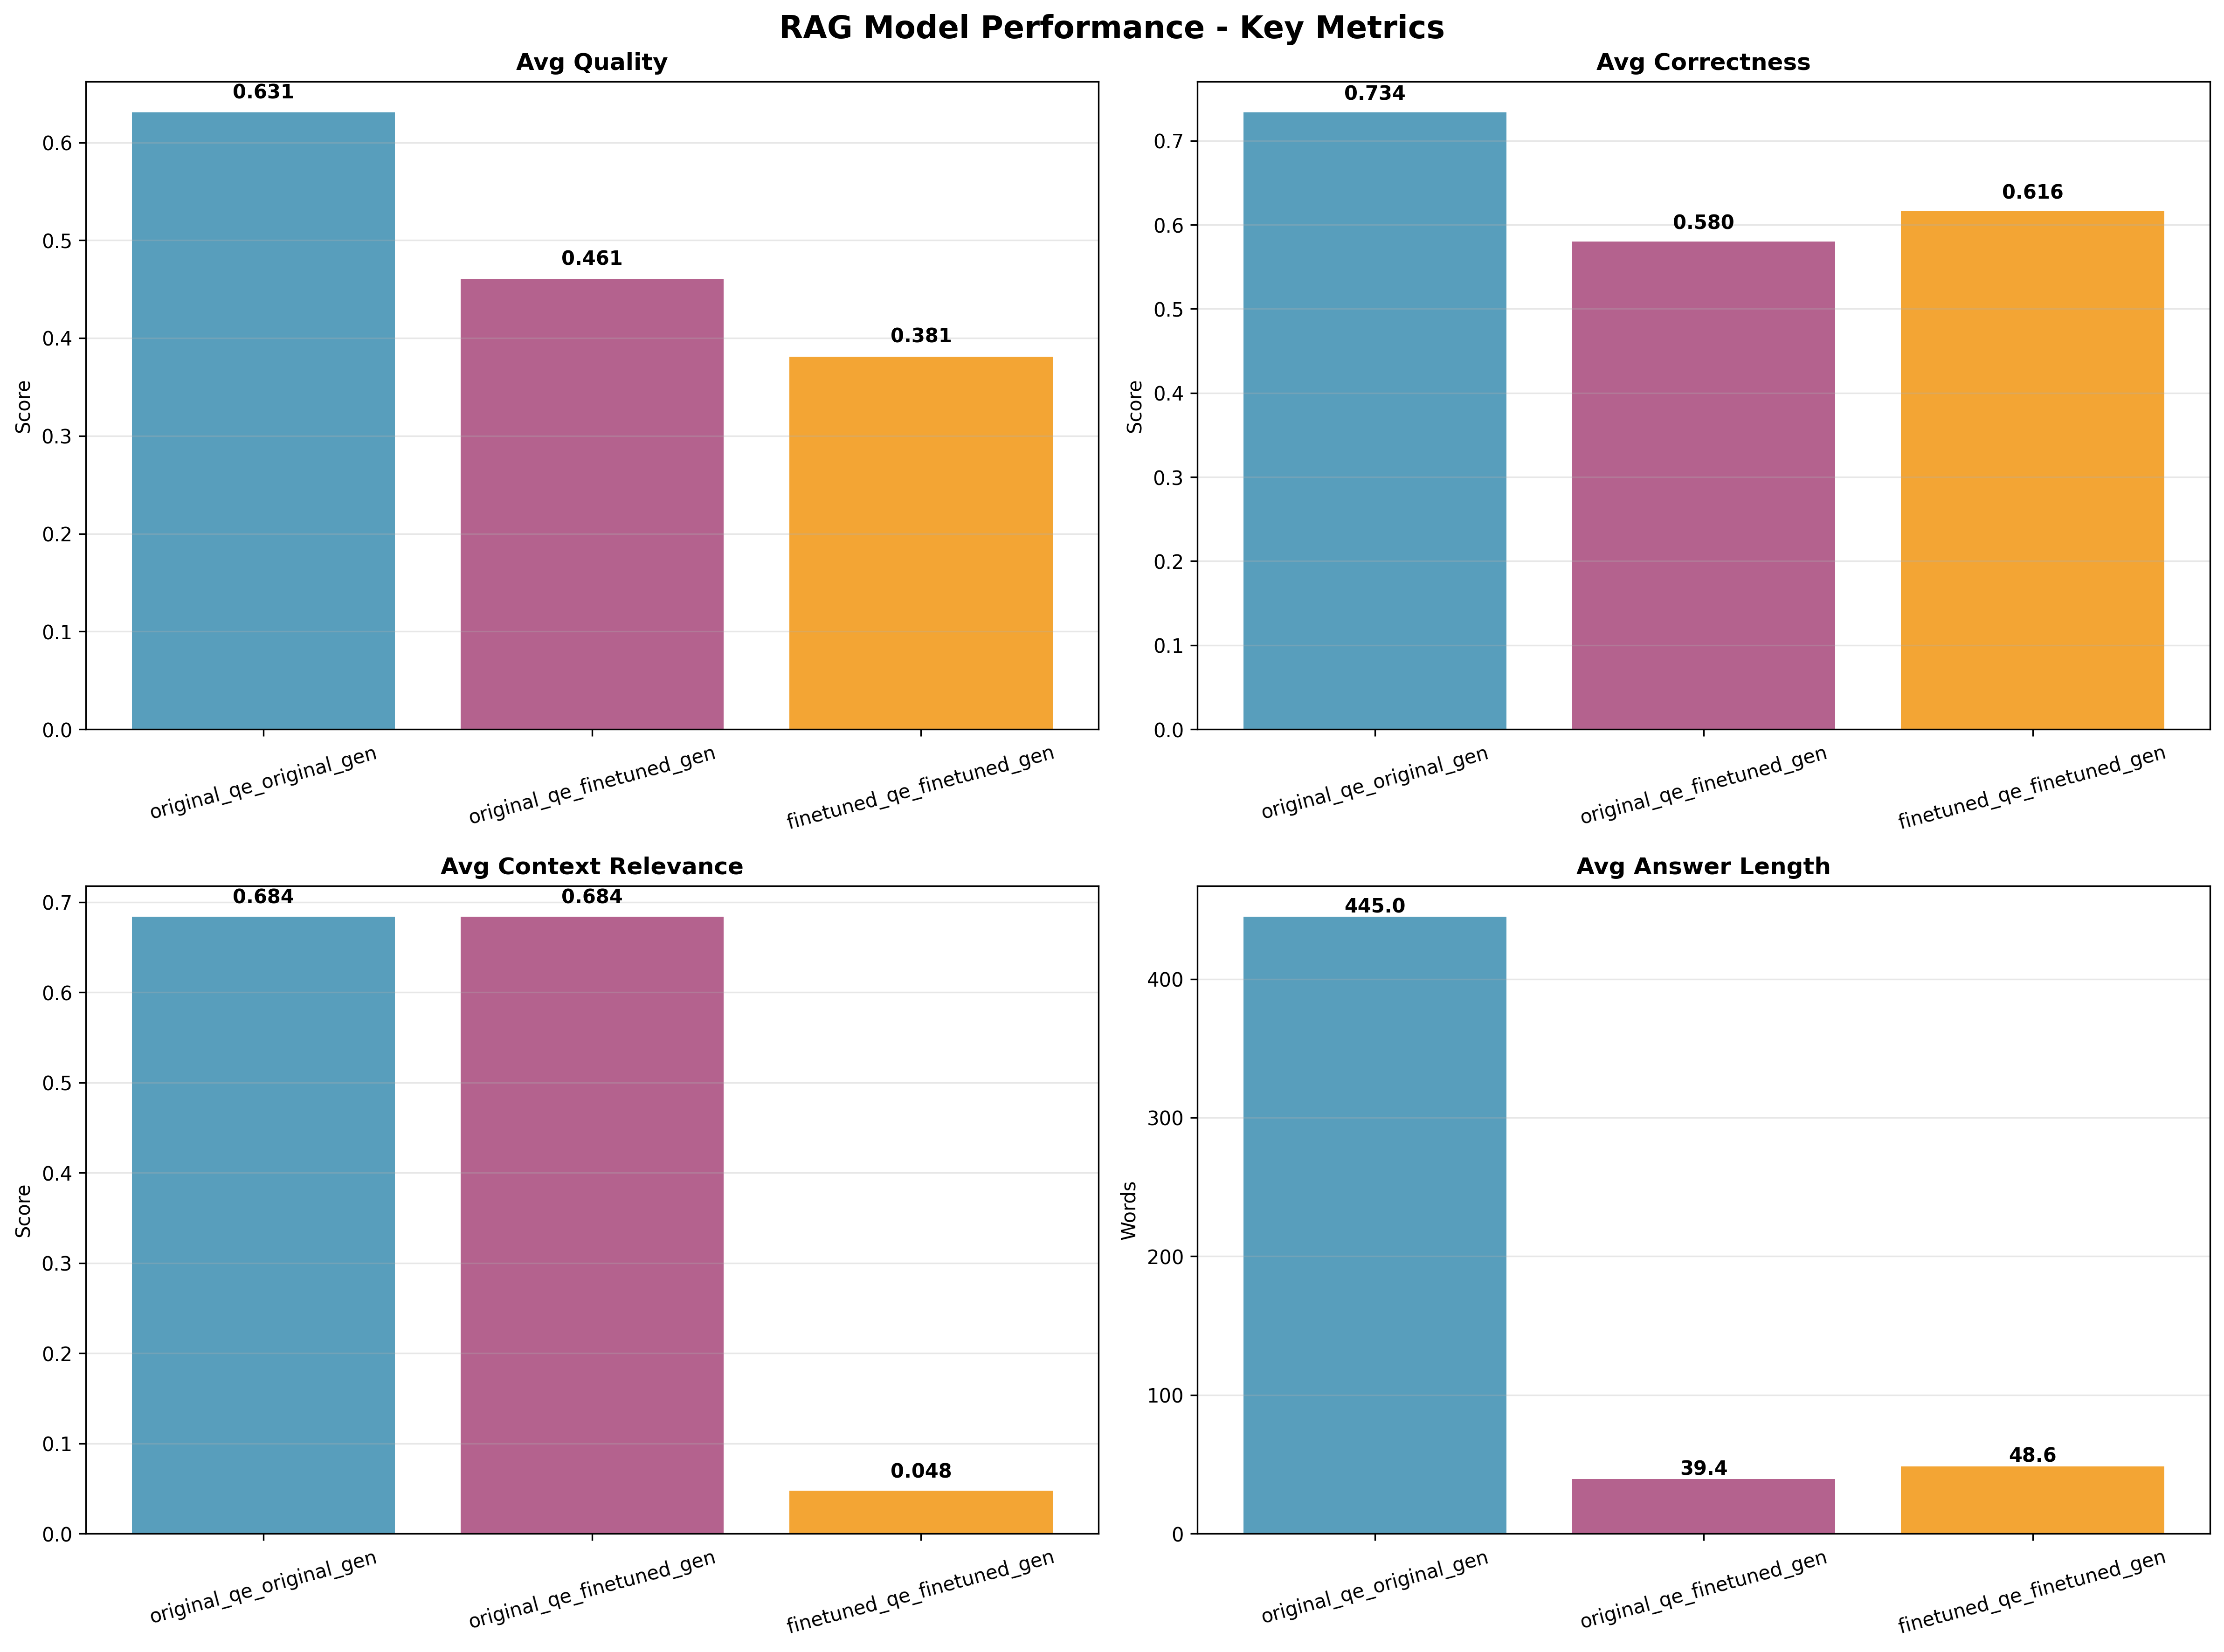 RAG Model Performance - Key Metrics
Avg Quality
0.631
0.461
0.381
Score
0.6
0.5
0.4
0.3
0.2
0.1
0.0
original_qe_original_gen
original_qe_finetuned_gen
finetuned_qe_finetuned_gen
Avg Correctness
0.734
0.580
0.616
Score
0.7
0.6
0.5
0.4
0.3
0.2
0.1
0.0
original_qe_original_gen
original_qe_finetuned_gen
finetuned_qe_finetuned_gen
Avg Context Relevance
0.684
0.684
0.048
Score
0.7
0.6
0.5
0.4
0.3
0.2
0.1
0.0
original_qe_original_gen
original_qe_finetuned_gen
finetuned_qe_finetuned_gen
Avg Answer Length
445.0
39.4
48.6
Words
400
300
200
100
0
original_qe_original_gen
original_qe_finetuned_gen
finetuned_qe_finetuned_gen